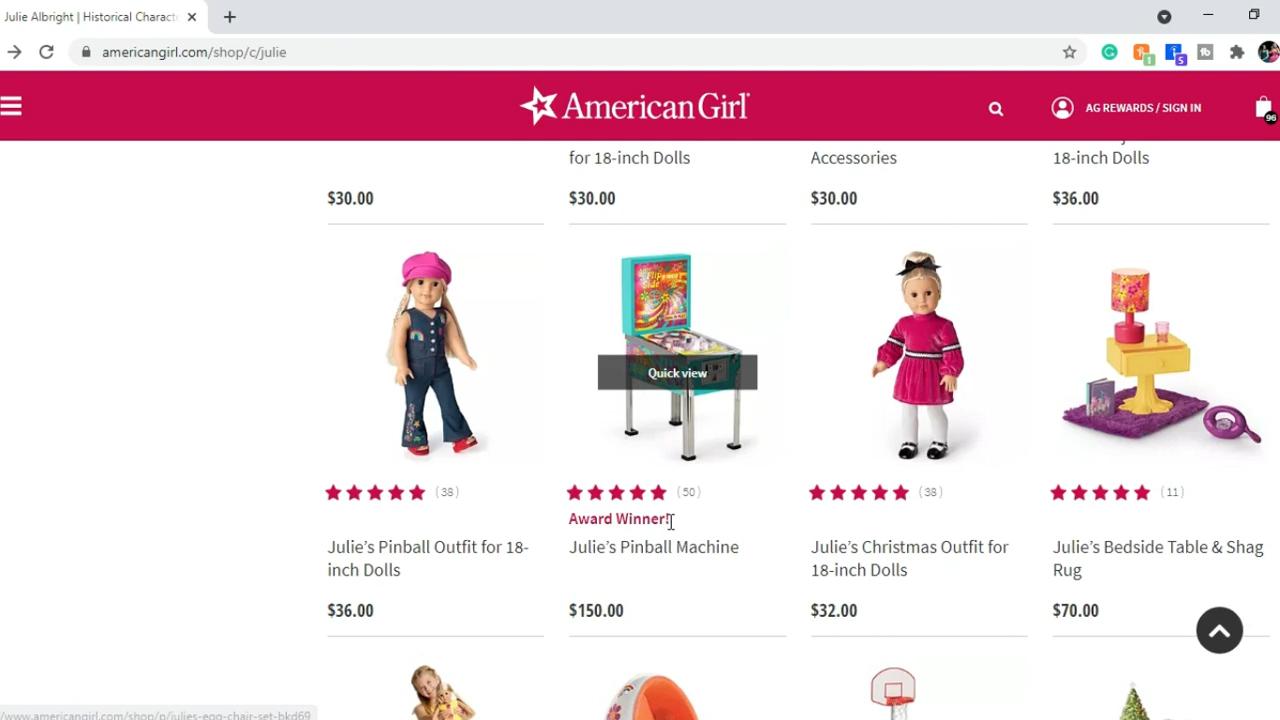 Julie Albright | Historical Charact
americangirl.com/shop/c/julie
1
5
American Girl
AG REWARDS / SIGN IN
96
for 18-inch Dolls
Accessories
18-inch Dolls
$30.00
$30.00
$30.00
$36.00
Quick view
(38)
(50)
(38)
(11)
Award Winner!
Julie’s Pinball Outfit for 18-
inch Dolls
Julie’s Pinball Machine
Julie’s Christmas Outfit for
18-inch Dolls
Julie’s Bedside Table & Shag
Rug
$36.00
$150.00
$32.00
$70.00
/www.americangirl.com/shop/p/julies-egg-chair-set-bkd69